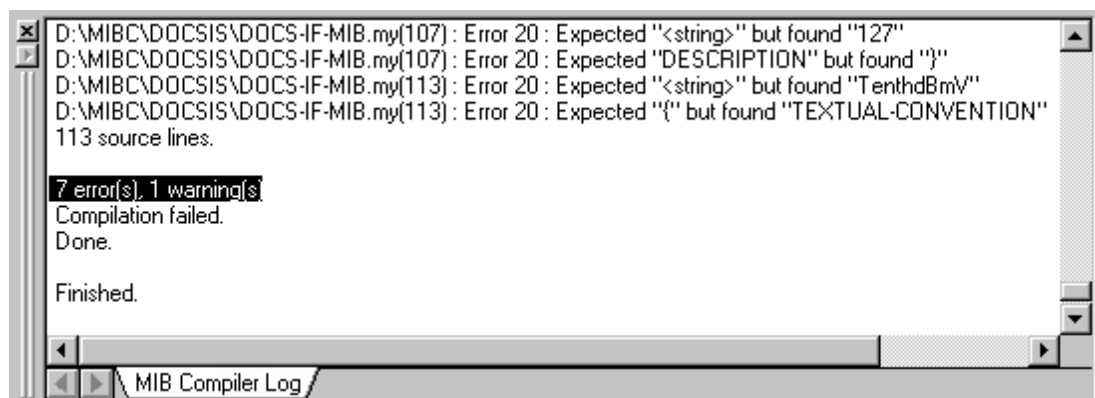 D:\MIBC\DOCSIS\DOCS-IF-MIB.my(107) : Error 20 : Expected "<string>" but found "127"
D:\MIBC\DOCSIS\DOCS-IF-MIB.my(107) : Error 20 : Expected "DESCRIPTION" but found "}"
D:\MIBC\DOCSIS\DOCS-IF-MIB.my(113) : Error 20 : Expected "<string>" but found "TenthdBmV"
D:\MIBC\DOCSIS\DOCS-IF-MIB.my(113) : Error 20 : Expected "{" but found "TEXTUAL-CONVENTION"
113 source lines.
7 error(s), 1 warning(s)
Compilation failed.
Done.
Finished.
MIB Compiler Log